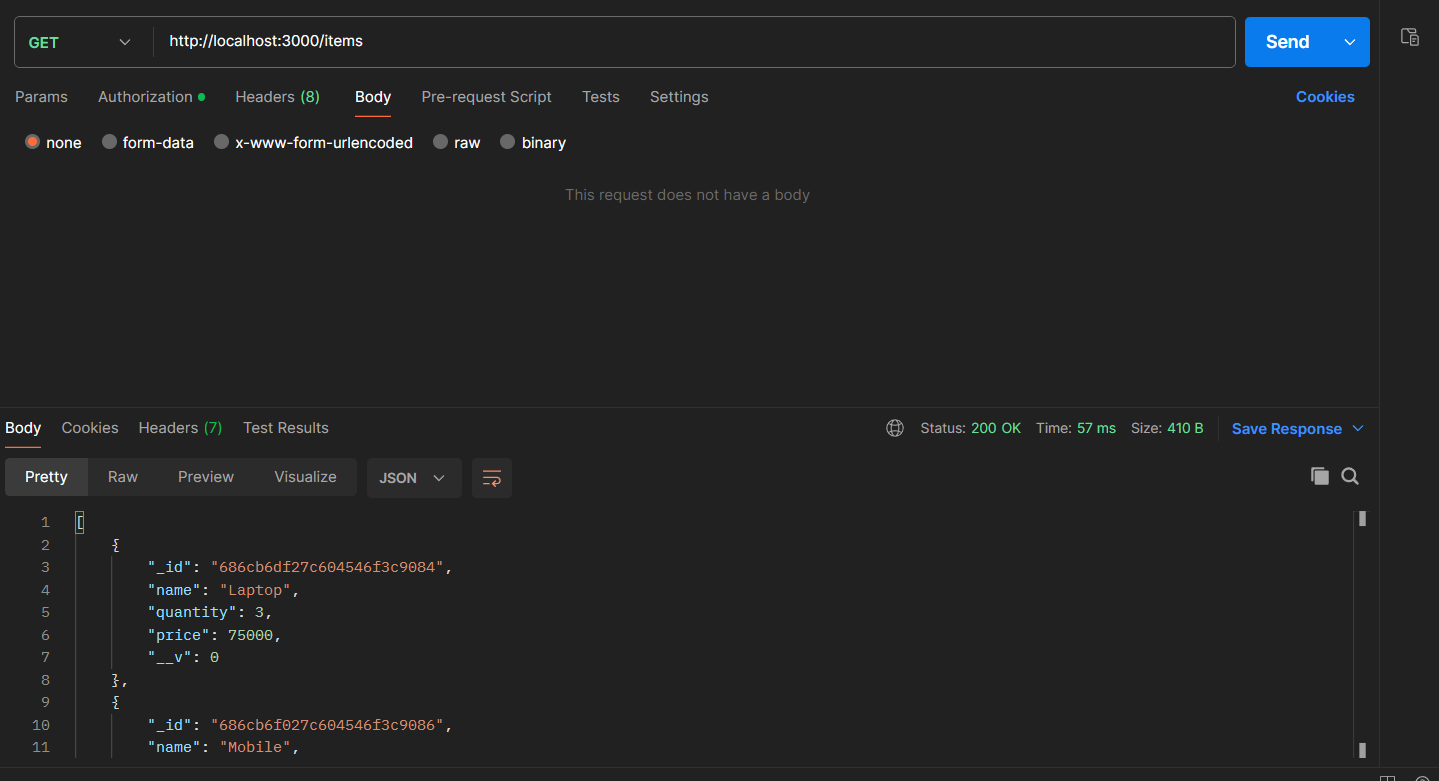 GET http://localhost:3000/items Send
Params Authorization Headers (8) Body Pre-request Script Tests Settings Cookies
none form-data x-www-form-urlencoded raw binary
This request does not have a body
Body Cookies Headers (7) Test Results Status: 200 OK Time: 57 ms Size: 410 B Save Response
Pretty Raw Preview Visualize JSON
1 [
2 {
3 "_id": "686cb6df27c604546f3c9084",
4 "name": "Laptop",
5 "quantity": 3,
6 "price": 75000,
7 "__v": 0
8 },
9 {
10 "_id": "686cb6f027c604546f3c9086",
11 "name": "Mobile",